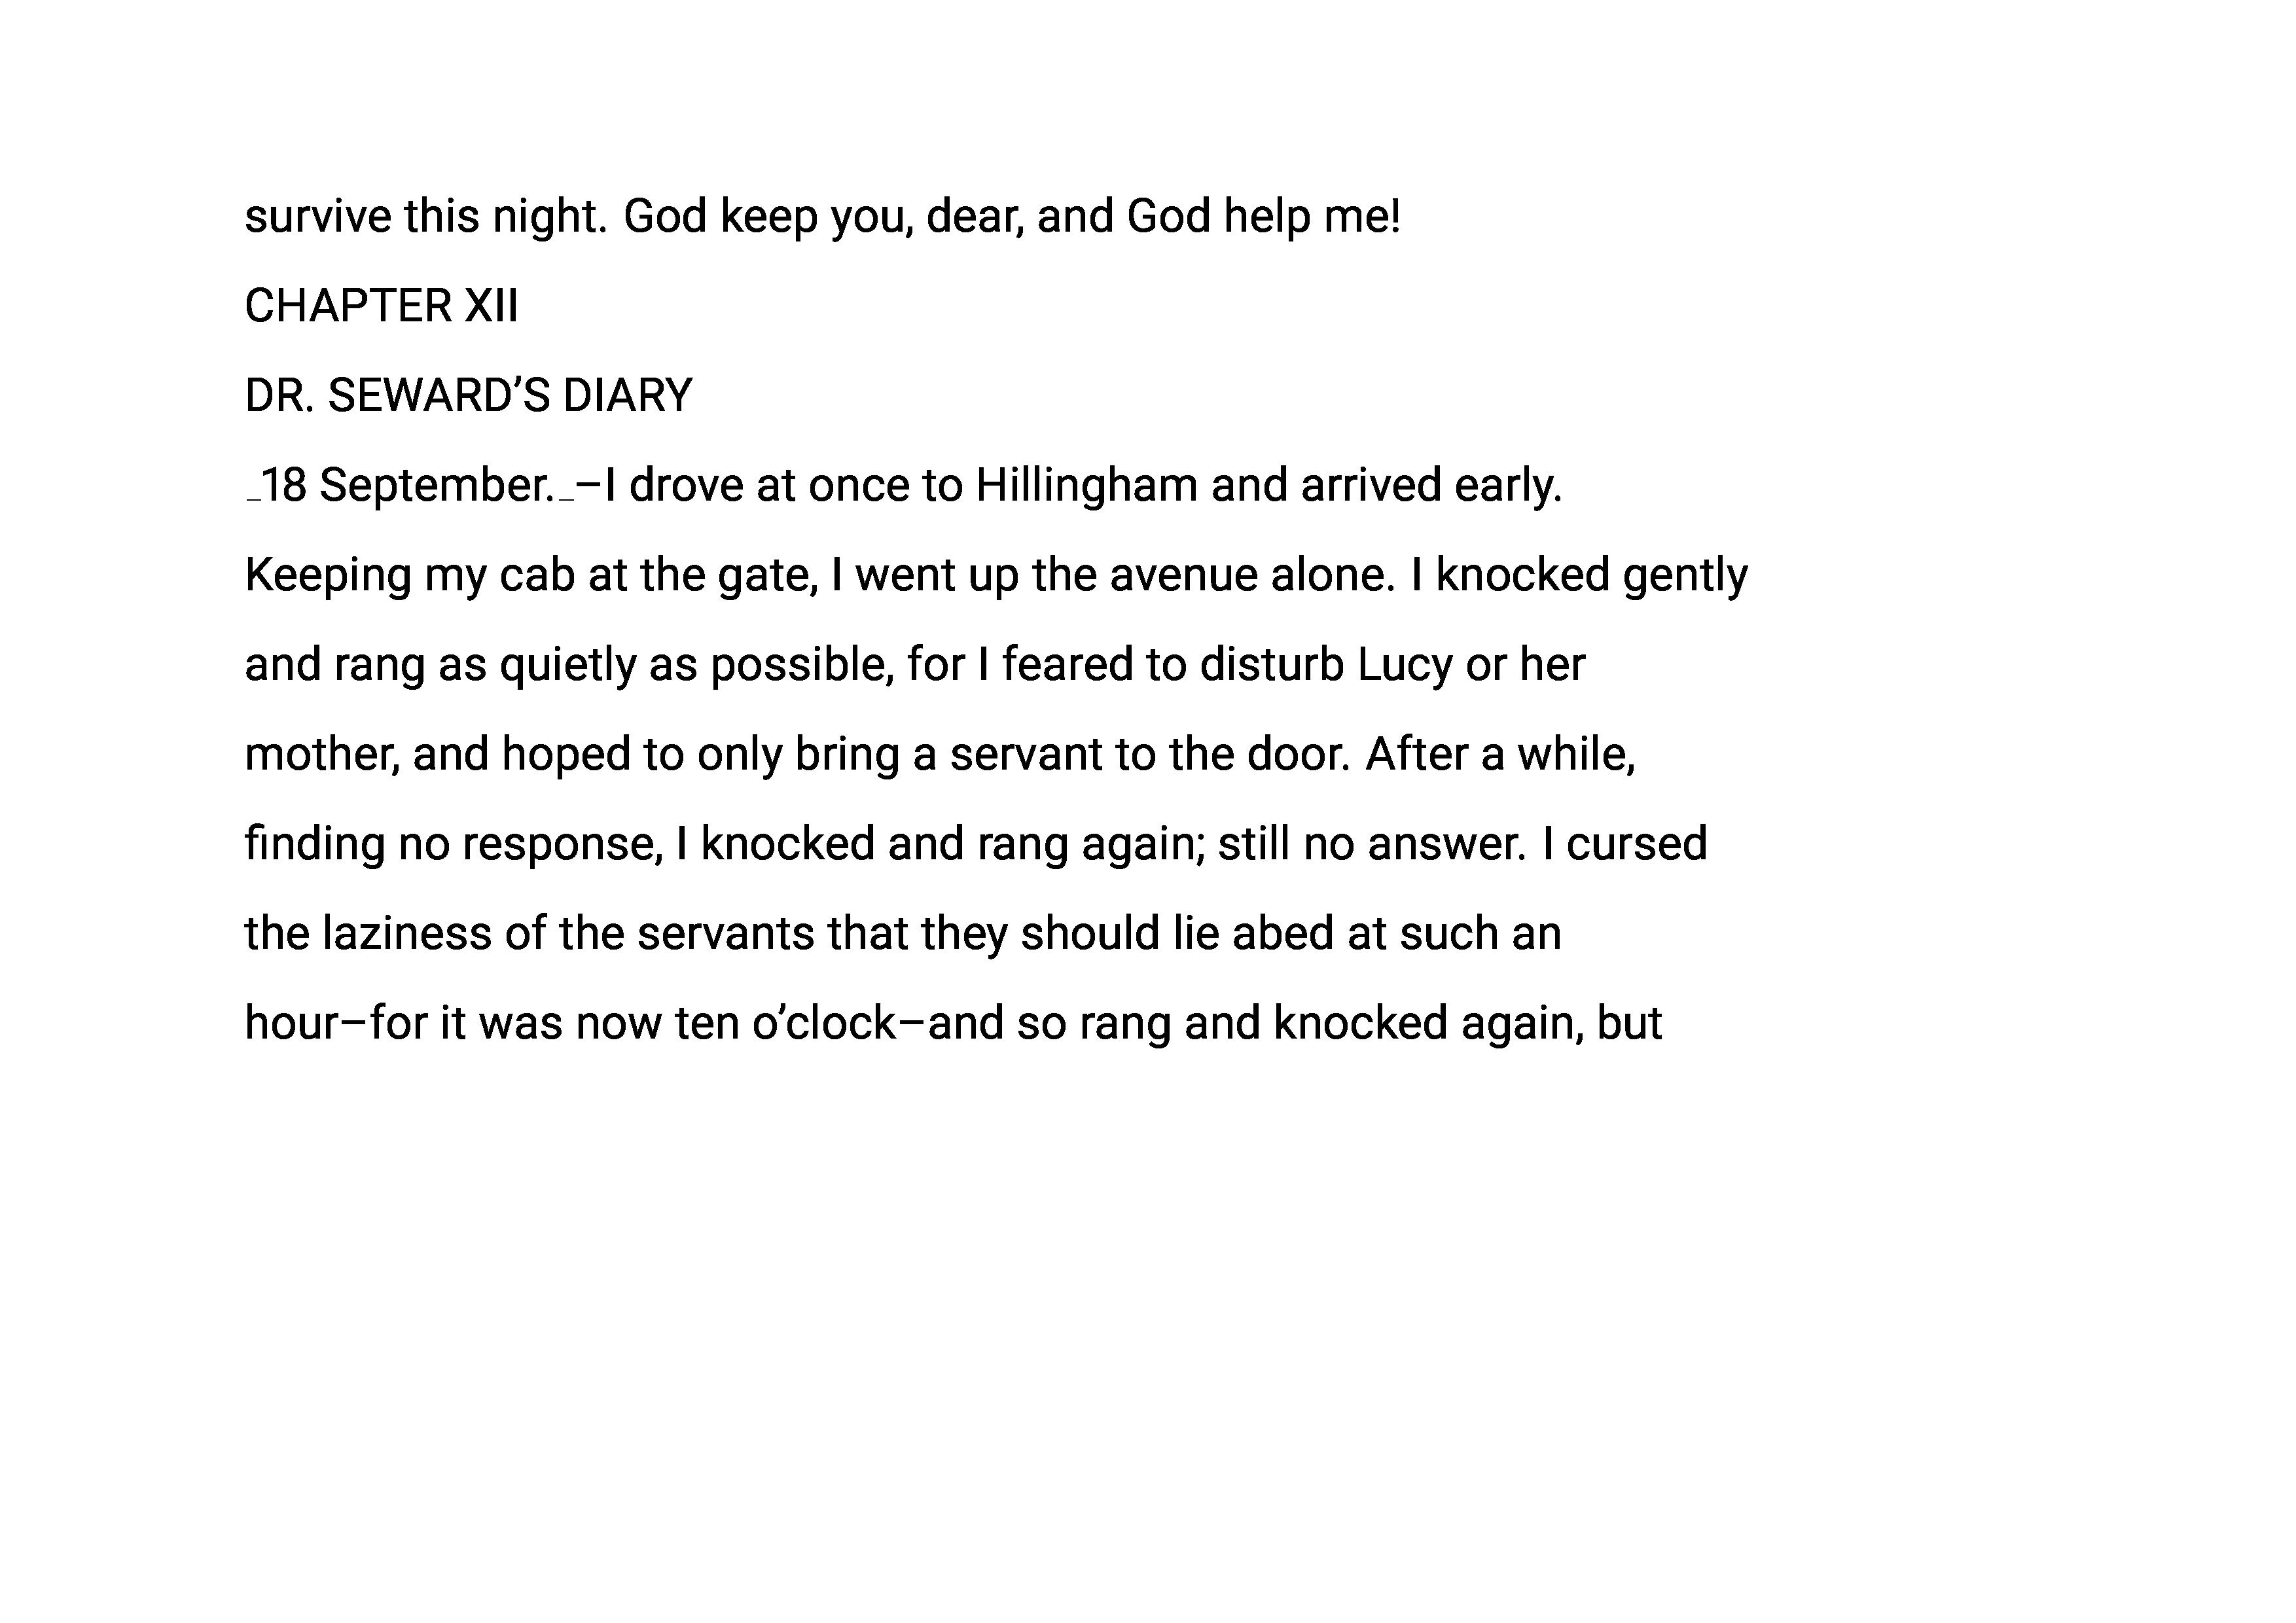 survive this night. God keep you, dear, and God help me!
CHAPTER XII
DR. SEWARD’S DIARY
_18 September._–I drove at once to Hillingham and arrived early.
Keeping my cab at the gate, I went up the avenue alone. I knocked gently
and rang as quietly as possible, for I feared to disturb Lucy or her
mother, and hoped to only bring a servant to the door. After a while,
finding no response, I knocked and rang again; still no answer. I cursed
the laziness of the servants that they should lie abed at such an
hour–for it was now ten o’clock–and so rang and knocked again, but